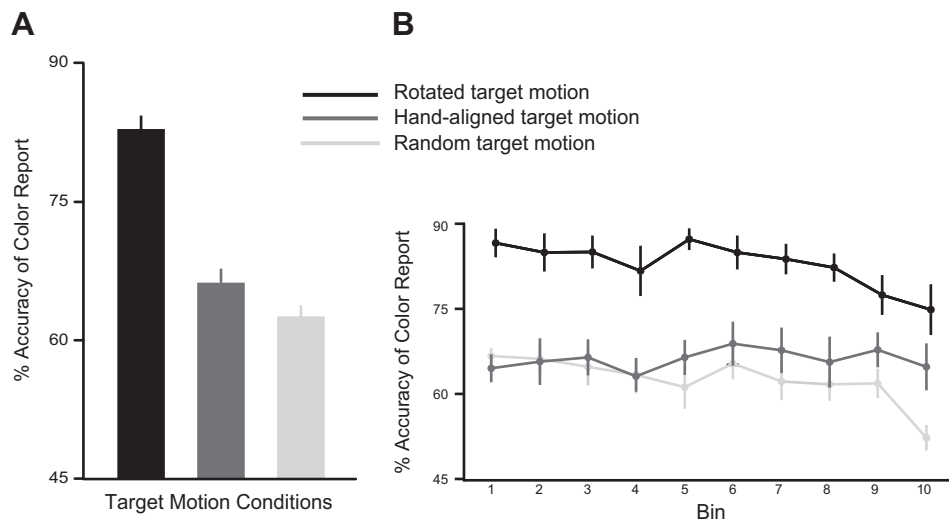 A
90
75
60
45
% Accuracy of Color Report
Target Motion Conditions
Rotated target motion
Hand-aligned target motion
Random target motion
B
90
75
60
45
% Accuracy of Color Report
1 2 3 4 5 6 7 8 9 10
Bin